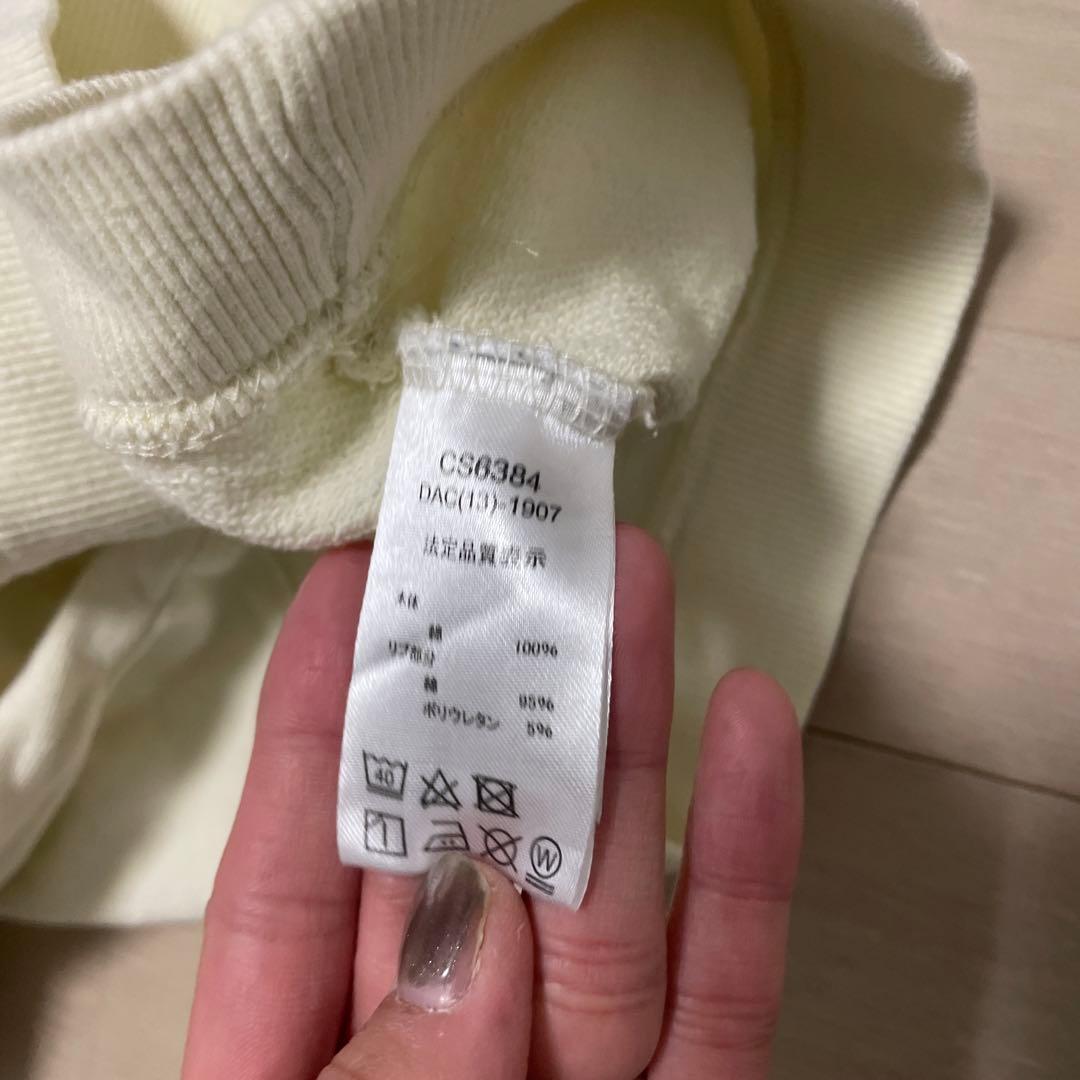 CS6384
DAC(13)-1907
法定品質表示
本体
綿 100%
リブ部分
綿 95%
ポリウレタン 5%
40
W